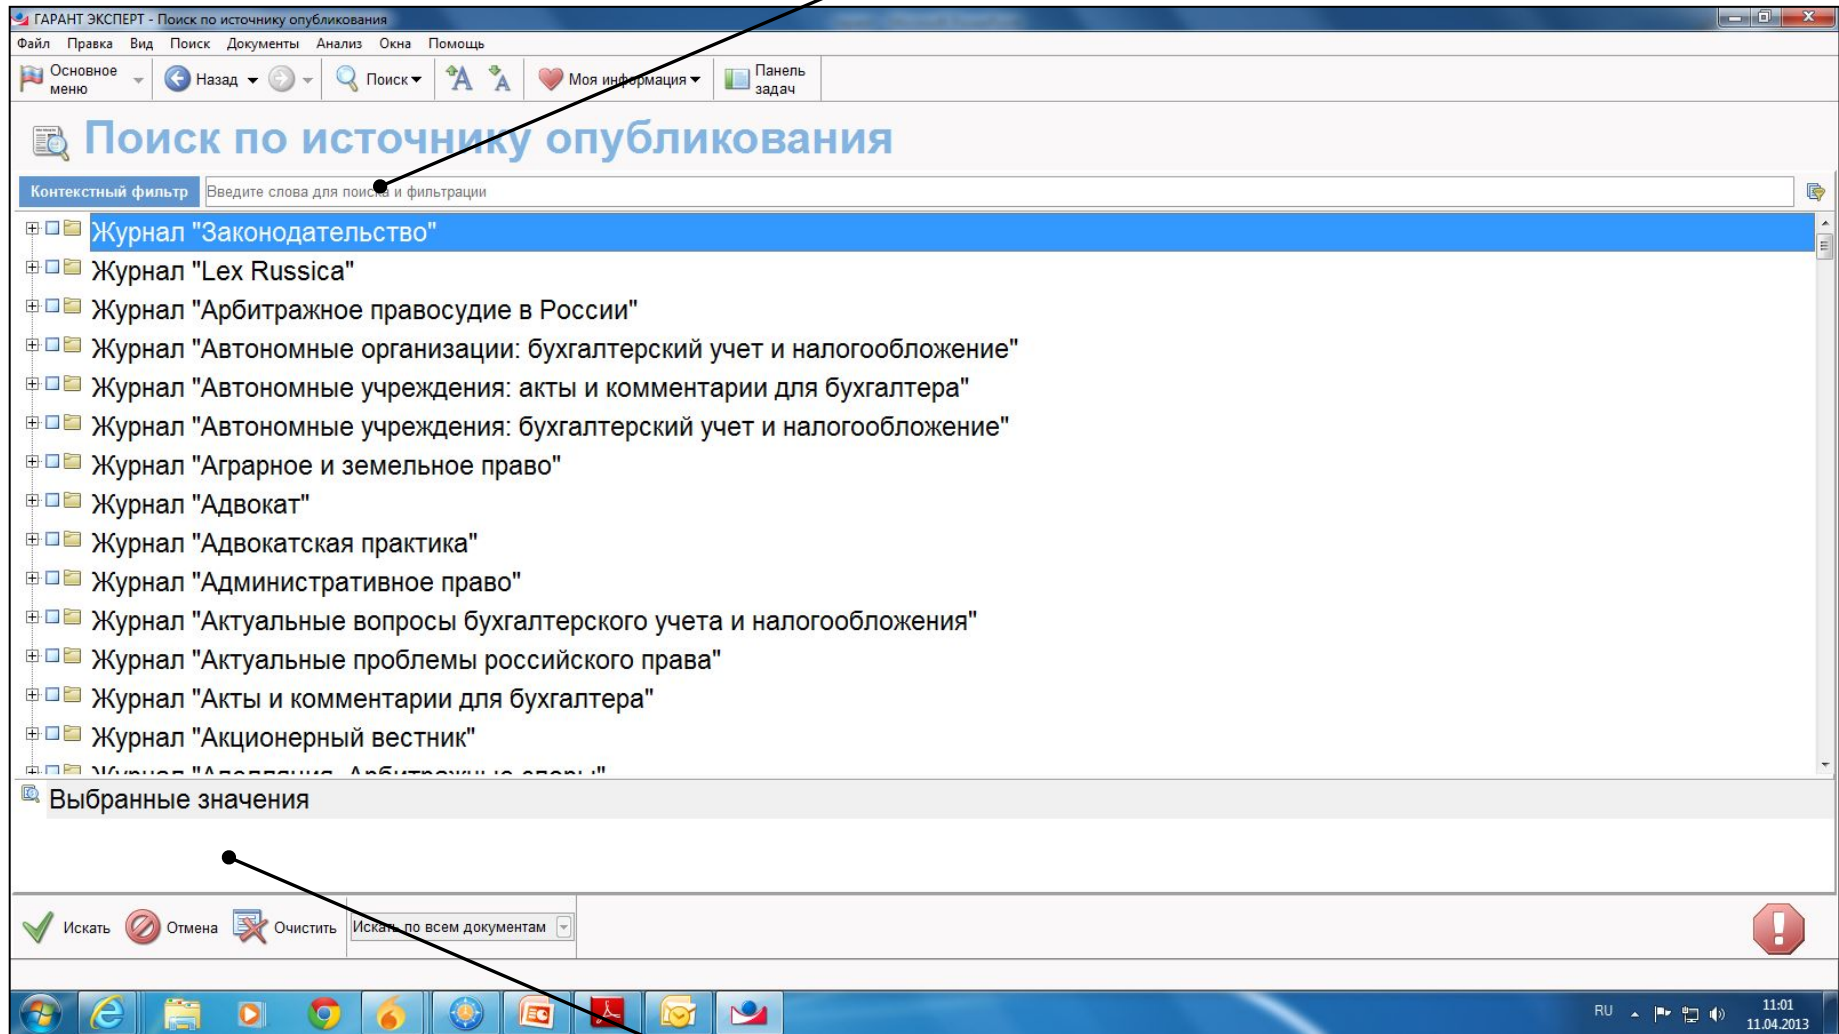 ГАРАНТ ЭКСПЕРТ - Поиск по источнику опубликования
Файл Правка Вид Поиск Документы Анализ Окна Помощь
Основное меню Назад Поиск Моя информация Панель задач
Поиск по источнику опубликования
Контекстный фильтр Введите слова для поиска и фильтрации
Журнал "Законодательство"
Журнал "Lex Russica"
Журнал "Арбитражное правосудие в России"
Журнал "Автономные организации: бухгалтерский учет и налогообложение"
Журнал "Автономные учреждения: акты и комментарии для бухгалтера"
Журнал "Автономные учреждения: бухгалтерский учет и налогообложение"
Журнал "Аграрное и земельное право"
Журнал "Адвокат"
Журнал "Адвокатская практика"
Журнал "Административное право"
Журнал "Актуальные вопросы бухгалтерского учета и налогообложения"
Журнал "Актуальные проблемы российского права"
Журнал "Акты и комментарии для бухгалтера"
Журнал "Акционерный вестник"
Журнал "Апелляция. Арбитражные споры"
Выбранные значения
Искать Отмена Очистить Искать по всем документам
RU 11:01
11.04.2013